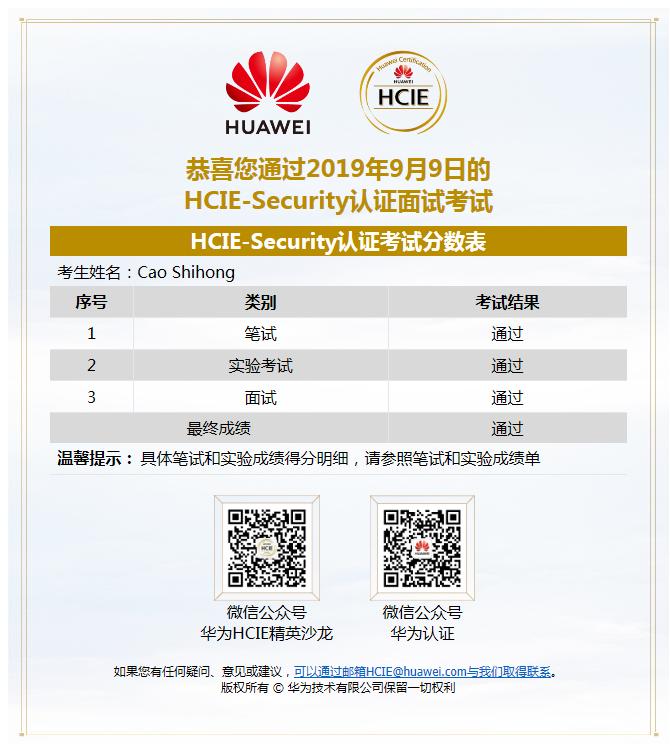 HUAWEI
Huawei Certification
HUAWEI
HCIE
恭喜您通过2019年9月9日的
HCIE-Security认证面试考试
HCIE-Security认证考试分数表
考生姓名：Cao Shihong
序号 类别 考试结果
1 笔试 通过
2 实验考试 通过
3 面试 通过
最终成绩 通过
温馨提示： 具体笔试和实验成绩得分明细，请参照笔试和实验成绩单
微信公众号 微信公众号
华为HCIE精英沙龙 华为认证
如果您有任何疑问、意见或建议，可以通过邮箱HCIE@huawei.com与我们取得联系。
版权所有 © 华为技术有限公司保留一切权利